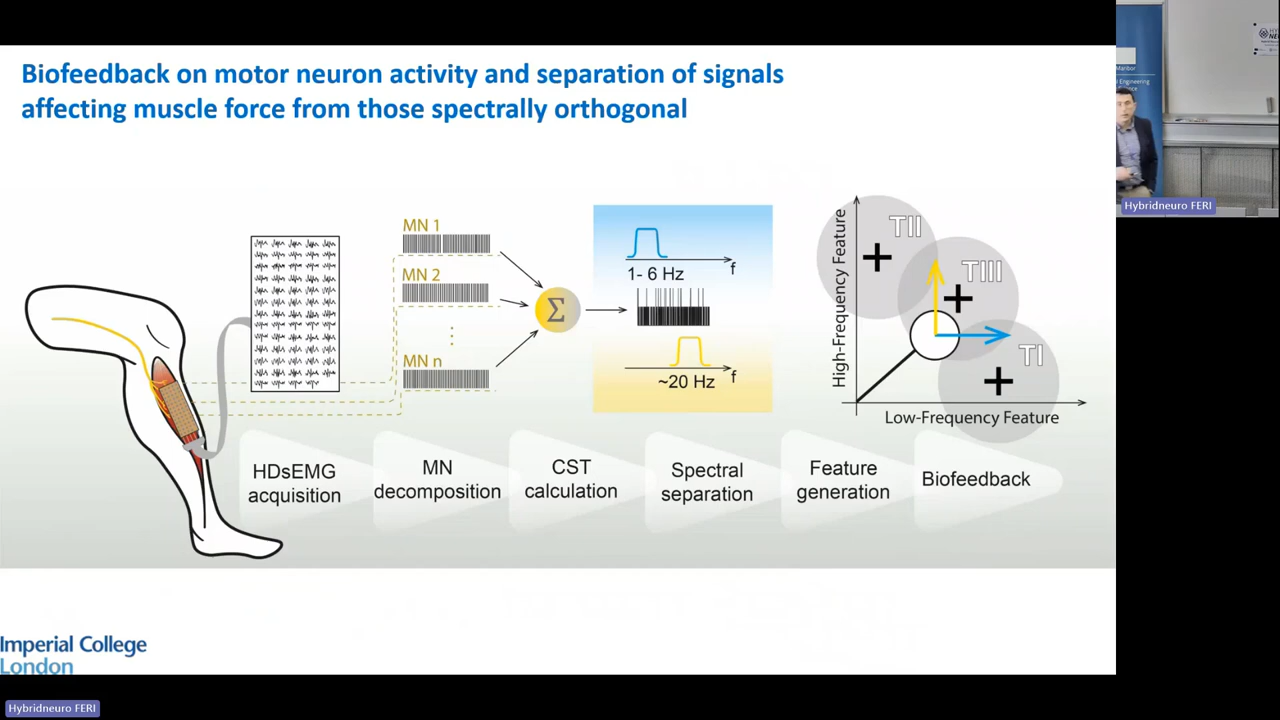 Biofeedback on motor neuron activity and separation of signals
affecting muscle force from those spectrally orthogonal
MN 1
MN 2
MN n
Σ
1- 6 Hz
f
~20 Hz
f
High-Frequency Feature
TII
TIII
TI
Low-Frequency Feature
HDsEMG
acquisition
MN
decomposition
CST
calculation
Spectral
separation
Feature
generation
Biofeedback
Imperial College
London
Maribor
Engineering
Hybridneuro FERI
Hybridneuro FERI